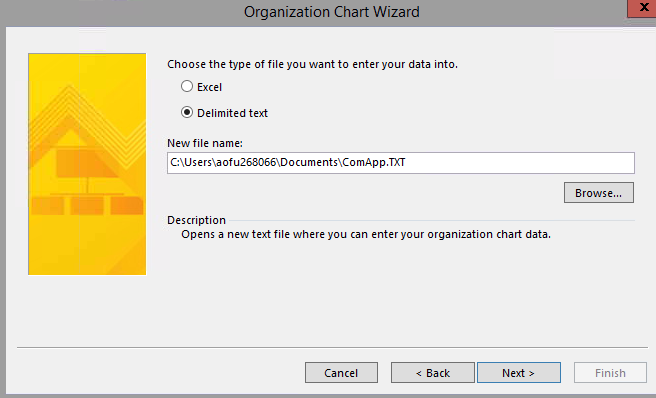 Organization Chart Wizard
X
Choose the type of file you want to enter your data into.
Excel
Delimited text
New file name:
C:\Users\aofu268066\Documents\ComApp.TXT
Browse...
Description
Opens a new text file where you can enter your organization chart data.
Cancel
< Back
Next >
Finish